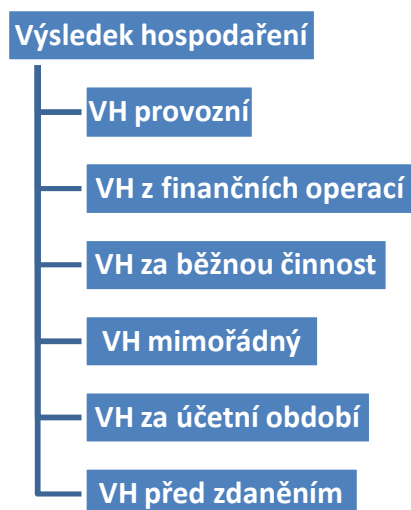 Výsledek hospodaření
VH provozní
VH z finančních operací
VH za běžnou činnost
VH mimořádný
VH za účetní období
VH před zdaněním